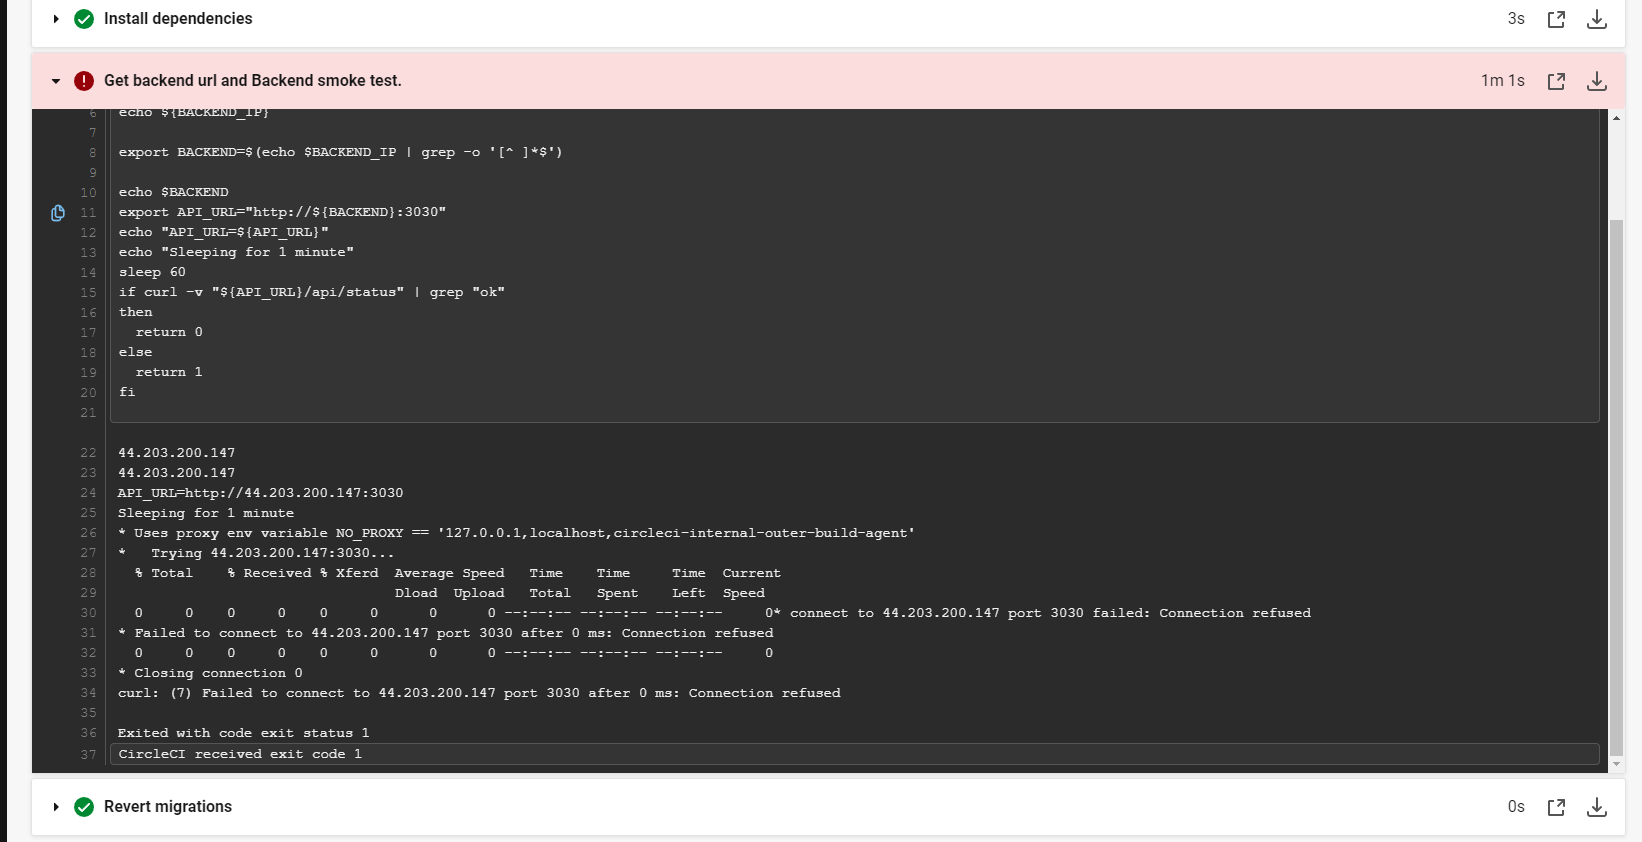 Install dependencies 3s
Get backend url and Backend smoke test. 1m 1s
6 echo ${BACKEND_IP}
7
8 export BACKEND=$(echo $BACKEND_IP | grep -o '[^ ]*$')
9
10 echo $BACKEND
11 export API_URL="http://${BACKEND}:3030"
12 echo "API_URL=${API_URL}"
13 echo "Sleeping for 1 minute"
14 sleep 60
15 if curl -v "${API_URL}/api/status" | grep "ok"
16 then
17   return 0
18 else
19   return 1
20 fi
21
22 44.203.200.147
23 44.203.200.147
24 API_URL=http://44.203.200.147:3030
25 Sleeping for 1 minute
26 * Uses proxy env variable NO_PROXY == '127.0.0.1,localhost,circleci-internal-outer-build-agent'
27 *   Trying 44.203.200.147:3030...
28   % Total    % Received % Xferd  Average Speed   Time    Time     Time  Current
29                                  Dload  Upload   Total   Spent    Left  Speed
30   0     0    0     0    0     0      0      0 --:--:-- --:--:-- --:--:--     0* connect to 44.203.200.147 port 3030 failed: Connection refused
31 * Failed to connect to 44.203.200.147 port 3030 after 0 ms: Connection refused
32   0     0    0     0    0     0      0      0 --:--:-- --:--:-- --:--:--     0
33 * Closing connection 0
34 curl: (7) Failed to connect to 44.203.200.147 port 3030 after 0 ms: Connection refused
35
36 Exited with code exit status 1
37 CircleCI received exit code 1
Revert migrations 0s